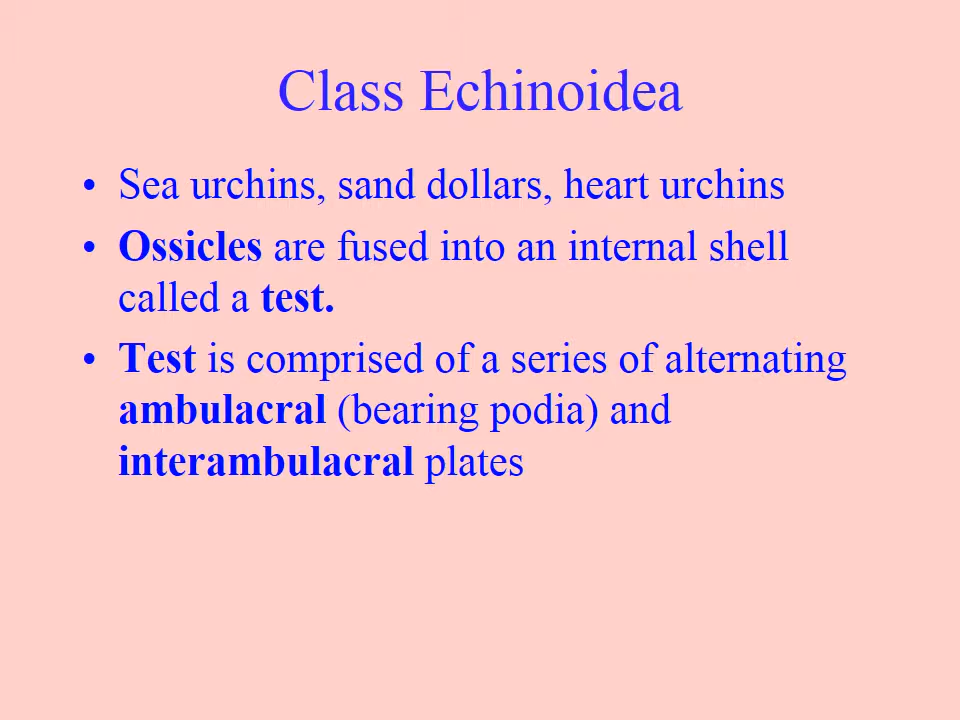 Class Echinoidea
• Sea urchins, sand dollars, heart urchins
• Ossicles are fused into an internal shell
called a test.
• Test is comprised of a series of alternating
ambulacral (bearing podia) and
interambulacral plates